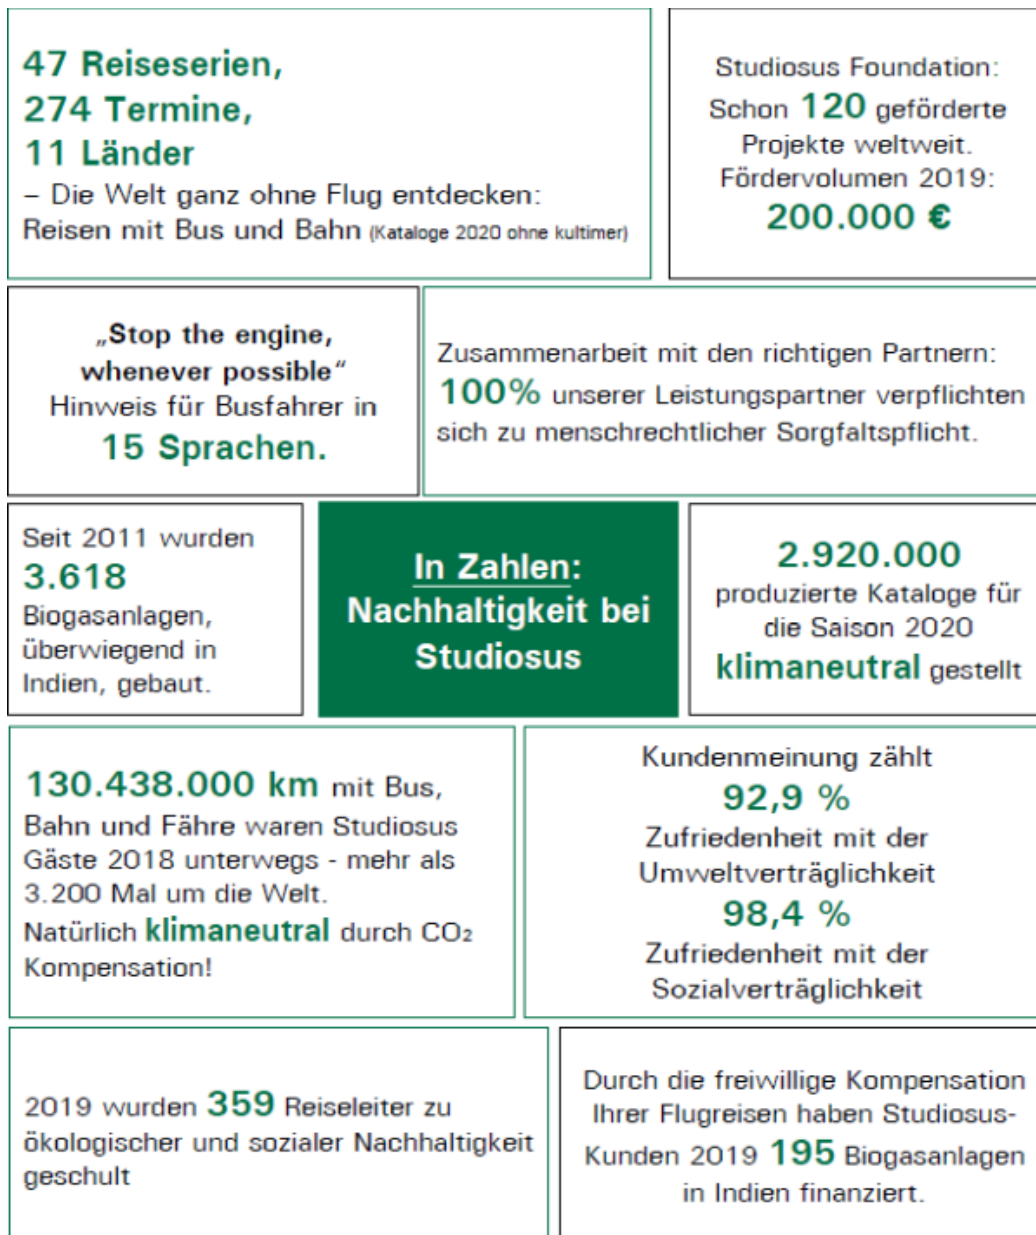 47 Reiseserien,
274 Termine,
11 Länder
– Die Welt ganz ohne Flug entdecken:
Reisen mit Bus und Bahn (Kataloge 2020 ohne kultimer)
Studiosus Foundation:
Schon 120 geförderte
Projekte weltweit.
Fördervolumen 2019:
200.000 €
„Stop the engine,
whenever possible“
Hinweis für Busfahrer in
15 Sprachen.
Zusammenarbeit mit den richtigen Partnern:
100% unserer Leistungspartner verpflichten
sich zu menschrechtlicher Sorgfaltspflicht.
Seit 2011 wurden
3.618
Biogasanlagen,
überwiegend in
Indien, gebaut.
In Zahlen:
Nachhaltigkeit bei
Studiosus
2.920.000
produzierte Kataloge für
die Saison 2020
klimaneutral gestellt
130.438.000 km mit Bus,
Bahn und Fähre waren Studiosus
Gäste 2018 unterwegs - mehr als
3.200 Mal um die Welt.
Natürlich klimaneutral durch CO₂
Kompensation!
Kundenmeinung zählt
92,9 %
Zufriedenheit mit der
Umweltverträglichkeit
98,4 %
Zufriedenheit mit der
Sozialverträglichkeit
2019 wurden 359 Reiseleiter zu
ökologischer und sozialer Nachhaltigkeit
geschult
Durch die freiwillige Kompensation
Ihrer Flugreisen haben Studiosus-
Kunden 2019 195 Biogasanlagen
in Indien finanziert.